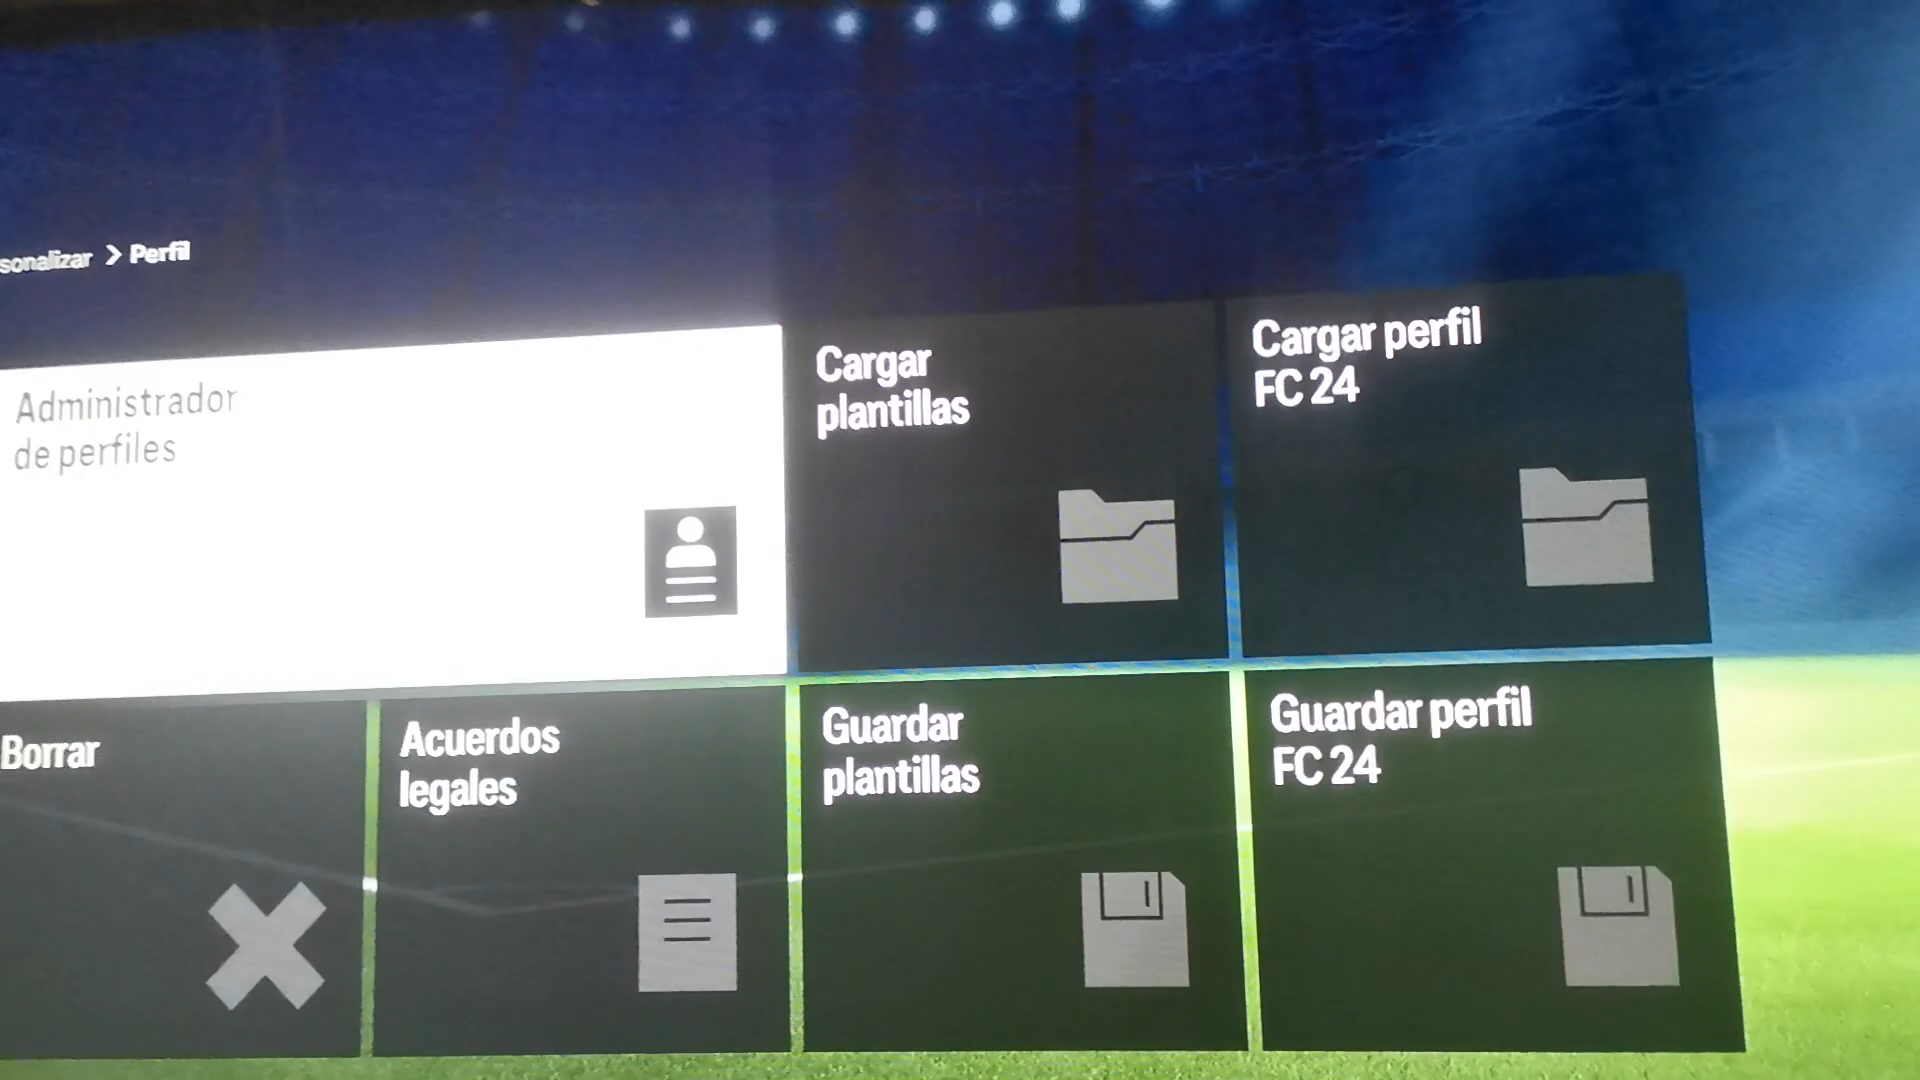 sonalizar > Perfil
Administrador
de perfiles
Cargar
plantillas
Cargar perfil
FC 24
Borrar
Acuerdos
legales
Guardar
plantillas
Guardar perfil
FC 24